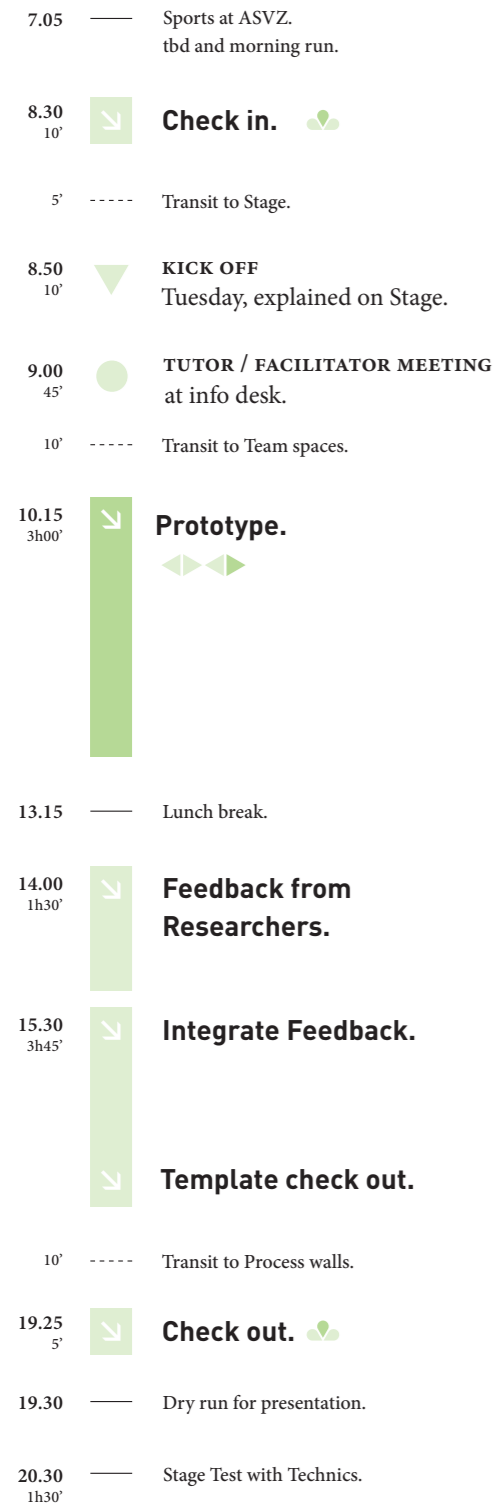 7.05 Sports at ASVZ.
tbd and morning run.
8.30 Check in.
10’
5’ Transit to Stage.
8.50 KICK OFF
10’ Tuesday, explained on Stage.
9.00 TUTOR / FACILITATOR MEETING
45’ at info desk.
10’ Transit to Team spaces.
10.15 Prototype.
3h00’
13.15 Lunch break.
14.00 Feedback from
1h30’ Researchers.
15.30 Integrate Feedback.
3h45’
Template check out.
10’ Transit to Process walls.
19.25 Check out.
5’
19.30 Dry run for presentation.
20.30 Stage Test with Technics.
1h30’